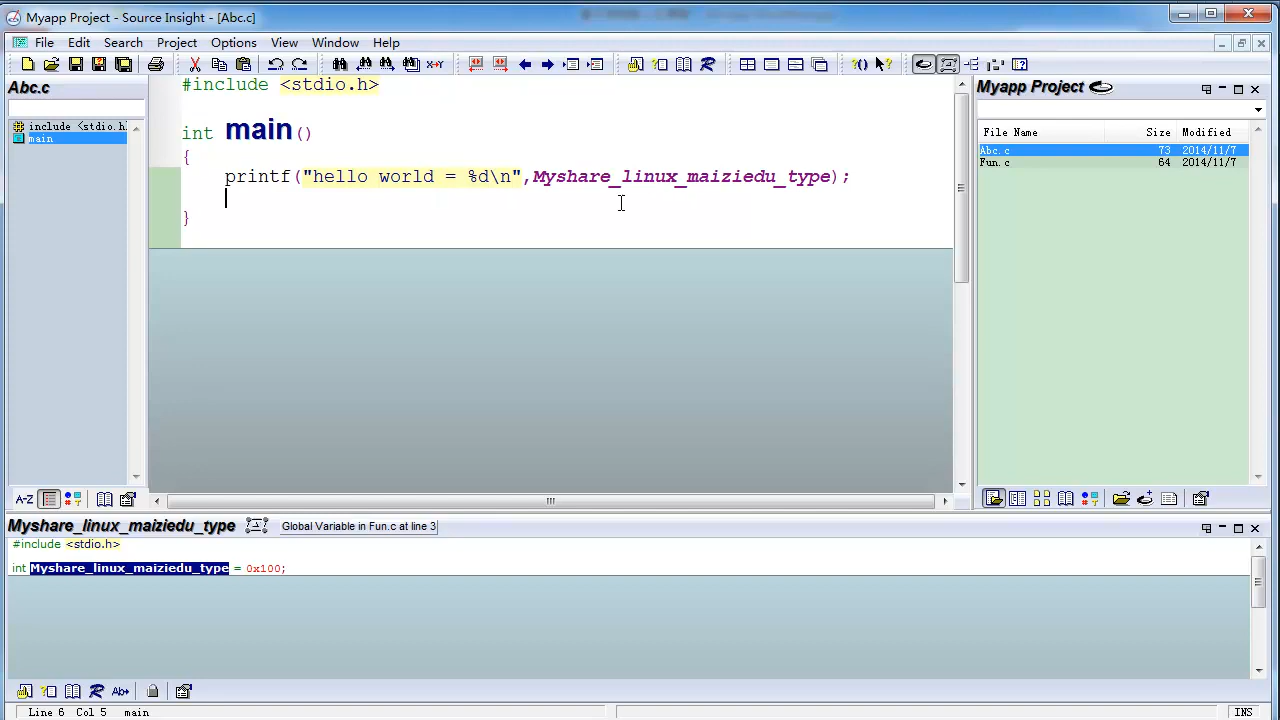 Myapp Project - Source Insight - [Abc.c]
File Edit Search Project Options View Window Help
Abc.c
include <stdio.h
main
#include <stdio.h>
int main()
{
printf("hello world = %d\n",Myshare_linux_maiziedu_type);
}
Myapp Project
File Name Size Modified
Abc.c 73 2014/11/7
Fun.c 64 2014/11/7
A-Z
Myshare_linux_maiziedu_type Global Variable in Fun.c at line 3
#include <stdio.h>
int Myshare_linux_maiziedu_type = 0x100;
Line 6 Col 5 main INS